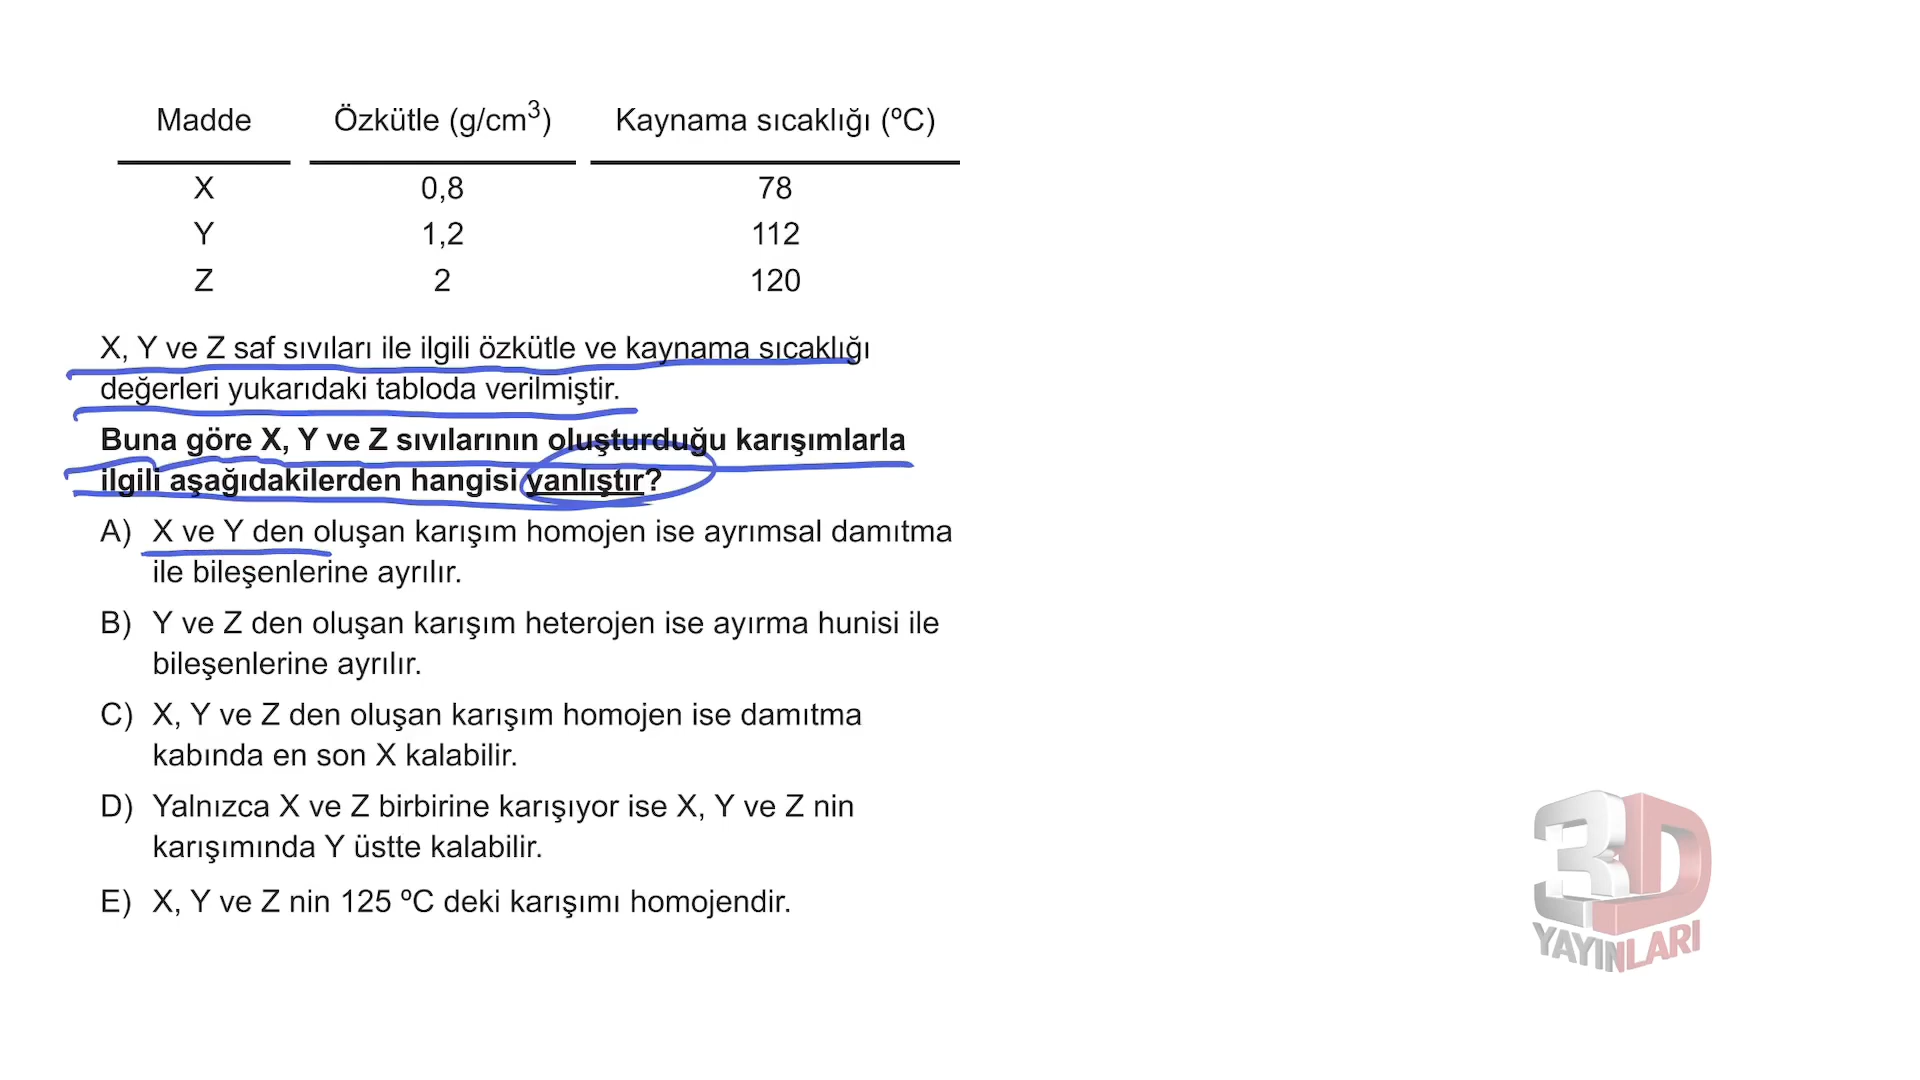 Madde Özkütle (g/cm³) Kaynama sıcaklığı (ºC)
X 0,8 78
Y 1,2 112
Z 2 120
X, Y ve Z saf sıvıları ile ilgili özkütle ve kaynama sıcaklığı
değerleri yukarıdaki tabloda verilmiştir.
Buna göre X, Y ve Z sıvılarının oluşturduğu karışımlarla
ilgili aşağıdakilerden hangisi yanlıştır?
A) X ve Y den oluşan karışım homojen ise ayrımsal damıtma
ile bileşenlerine ayrılır.
B) Y ve Z den oluşan karışım heterojen ise ayırma hunisi ile
bileşenlerine ayrılır.
C) X, Y ve Z den oluşan karışım homojen ise damıtma
kabında en son X kalabilir.
D) Yalnızca X ve Z birbirine karışıyor ise X, Y ve Z nin
karışımında Y üstte kalabilir.
E) X, Y ve Z nin 125 ºC deki karışımı homojendir.
3D
YAYINLARI